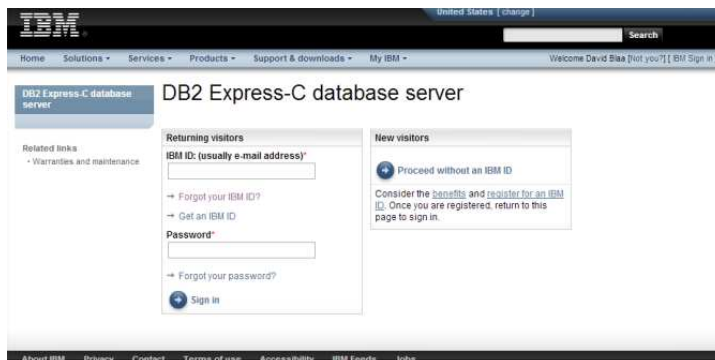 United States [ change ]
IBM.
Search
Home Solutions Services Products Support & downloads My IBM Welcome David Blaa [Not you?] [ IBM Sign in
DB2 Express-C database
server
DB2 Express-C database server
Related links
· Warranties and maintenance
Returning visitors
IBM ID: (usually e-mail address)*
→ Forgot your IBM ID?
→ Get an IBM ID
Password*
→ Forgot your password?
Sign in
New visitors
Proceed without an IBM ID
Consider the benefits and register for an IBM
ID. Once you are registered, return to this
page to sign in.
About IBM Privacy Contact Terms of use Accessibility IBM Feeds Jobs